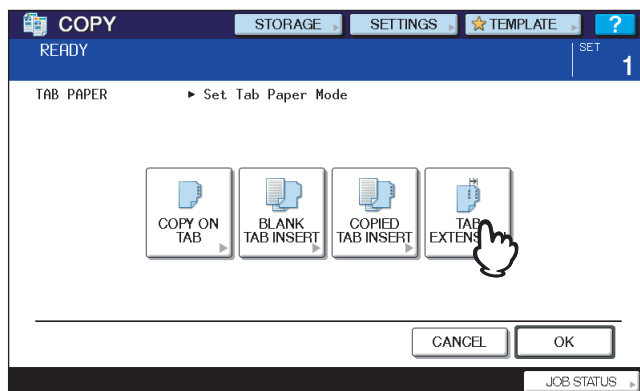 COPY
STORAGE
SETTINGS
TEMPLATE
?
READY
SET
1
TAB PAPER
► Set Tab Paper Mode
COPY ON
TAB
BLANK
TAB INSERT
COPIED
TAB INSERT
TAB
CANCEL
OK
JOB STATUS